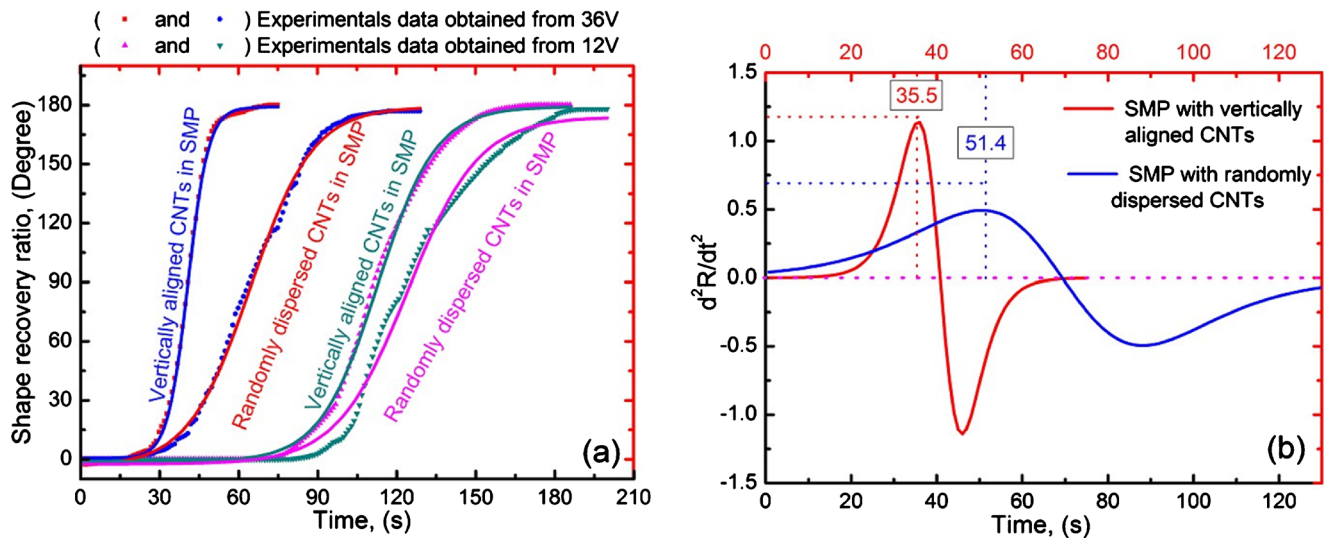 ( and ) Experimentals data obtained from 36V
( and ) Experimentals data obtained from 12V
Shape recovery ratio, (Degree)
180
150
120
90
60
30
0
Vertically aligned CNTs in SMP
Randomly dispersed CNTs in SMP
Vertically aligned CNTs in SMP
Randomly dispersed CNTs in SMP
(a)
0 30 60 90 120 150 180 210
Time, (s)
0 20 40 60 80 100 120
d²R/dt²
1.5
1.0
0.5
0.0
-0.5
-1.0
-1.5
35.5
51.4
SMP with vertically
aligned CNTs
SMP with randomly
dispersed CNTs
(b)
0 20 40 60 80 100 120
Time, (s)